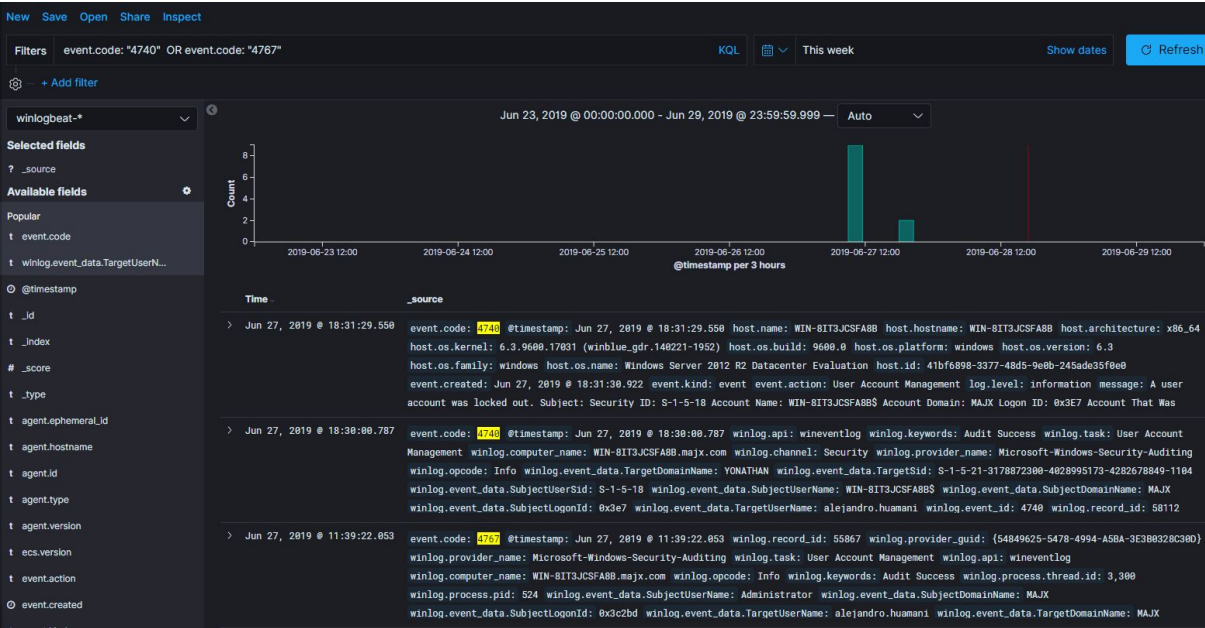 New Save Open Share Inspect
Filters event.code: "4740" OR event.code: "4767" KQL This week Show dates Refresh
+ Add filter
winlogbeat-*
Selected fields
? _source
Available fields
Popular
t event.code
t winlog.event_data.TargetUserN...
@timestamp
t _id
t _index
# _score
t _type
t agent.ephemeral_id
t agent.hostname
t agent.id
t agent.type
t agent.version
t ecs.version
t event.action
event.created
Jun 23, 2019 @ 00:00:00.000 - Jun 29, 2019 @ 23:59:59.999 — Auto
Count
8
6
4
2
0
2019-06-23 12:00 2019-06-24 12:00 2019-06-25 12:00 2019-06-26 12:00 2019-06-27 12:00 2019-06-28 12:00 2019-06-29 12:00
@timestamp per 3 hours
Time _source
Jun 27, 2019 @ 18:31:29.550 event.code: 4740 @timestamp: Jun 27, 2019 @ 18:31:29.550 host.name: WIN-8IT3JCSFA8B host.hostname: WIN-8IT3JCSFA8B host.architecture: x86_64
host.os.kernel: 6.3.9600.17031 (winblue_gdr.140221-1952) host.os.build: 9600.0 host.os.platform: windows host.os.version: 6.3
host.os.family: windows host.os.name: Windows Server 2012 R2 Datacenter Evaluation host.id: 41bf6898-3377-48d5-9e0b-245ade35f0e0
event.created: Jun 27, 2019 @ 18:31:30.922 event.kind: event event.action: User Account Management log.level: information message: A user
account was locked out. Subject: Security ID: S-1-5-18 Account Name: WIN-8IT3JCSFA8B$ Account Domain: MAJX Logon ID: 0x3E7 Account That Was
Jun 27, 2019 @ 18:30:00.787 event.code: 4740 @timestamp: Jun 27, 2019 @ 18:30:00.787 winlog.api: wineventlog winlog.keywords: Audit Success winlog.task: User Account
Management winlog.computer_name: WIN-8IT3JCSFA8B.majx.com winlog.channel: Security winlog.provider_name: Microsoft-Windows-Security-Auditing
winlog.opcode: Info winlog.event_data.TargetDomainName: YONATHAN winlog.event_data.TargetSid: S-1-5-21-3178872300-4028995173-4282678849-1104
winlog.event_data.SubjectUserSid: S-1-5-18 winlog.event_data.SubjectUserName: WIN-8IT3JCSFA8B$ winlog.event_data.SubjectDomainName: MAJX
winlog.event_data.SubjectLogonId: 0x3e7 winlog.event_data.TargetUserName: alejandro.huamani winlog.event_id: 4740 winlog.record_id: 58112
Jun 27, 2019 @ 11:39:22.053 event.code: 4767 @timestamp: Jun 27, 2019 @ 11:39:22.053 winlog.record_id: 55867 winlog.provider_guid: {54849625-5478-4994-A5BA-3E3B0328C30D}
winlog.provider_name: Microsoft-Windows-Security-Auditing winlog.task: User Account Management winlog.api: wineventlog
winlog.computer_name: WIN-8IT3JCSFA8B.majx.com winlog.opcode: Info winlog.keywords: Audit Success winlog.process.thread.id: 3,300
winlog.process.pid: 524 winlog.event_data.SubjectUserName: Administrator winlog.event_data.SubjectDomainName: MAJX
winlog.event_data.SubjectLogonId: 0x3c2bd winlog.event_data.TargetUserName: alejandro.huamani winlog.event_data.TargetDomainName: MAJX